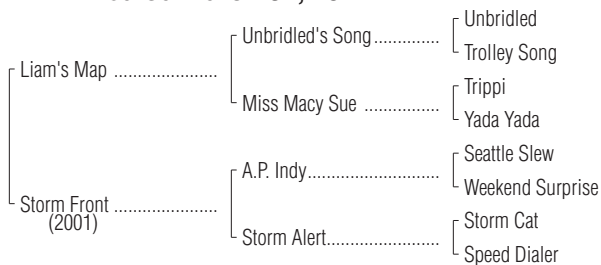 Unbridled
Unbridled's Song
Trolley Song
Liam's Map
Trippi
Miss Macy Sue
Yada Yada
Seattle Slew
A.P. Indy
Weekend Surprise
Storm Front
(2001)
Storm Cat
Storm Alert
Speed Dialer